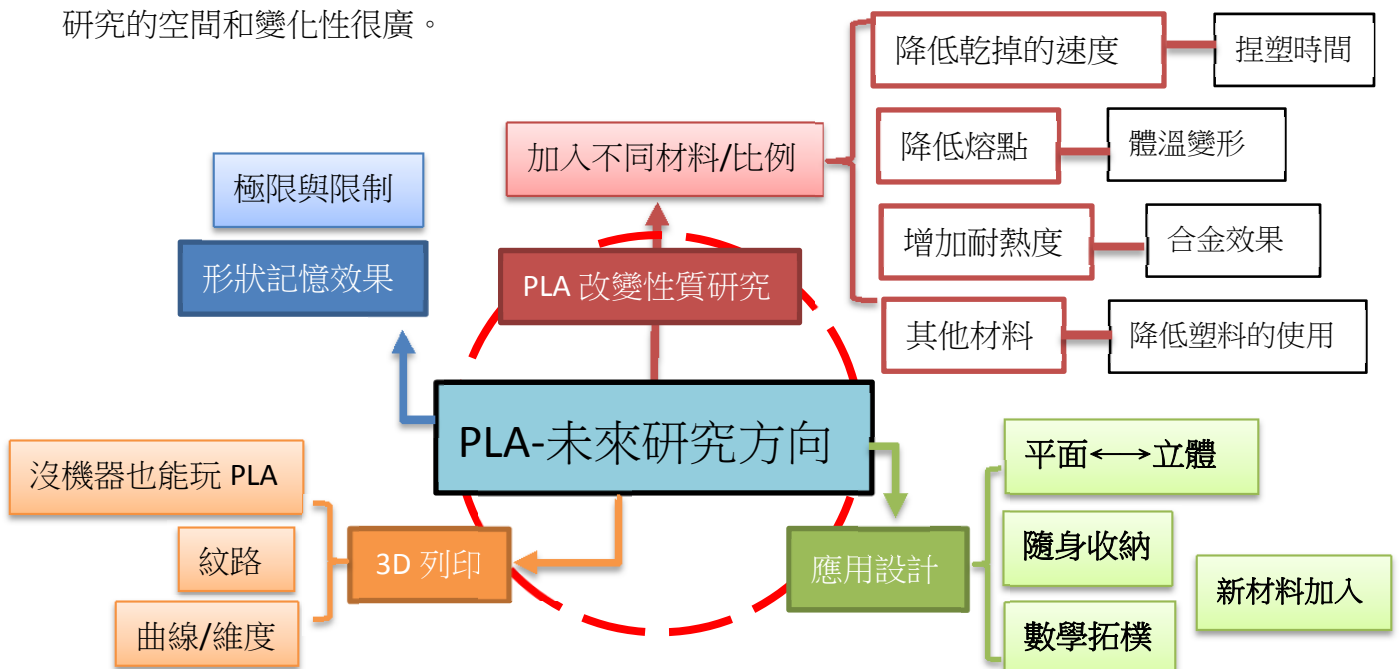 研究的空間和變化性很廣。
降低乾掉的速度
捏塑時間
加入不同材料/比例
降低熔點
體溫變形
極限與限制
增加耐熱度
合金效果
形狀記憶效果
PLA 改變性質研究
其他材料
降低塑料的使用
PLA-未來研究方向
平面←→立體
沒機器也能玩 PLA
隨身收納
紋路
3D 列印
應用設計
新材料加入
曲線/維度
數學拓樸